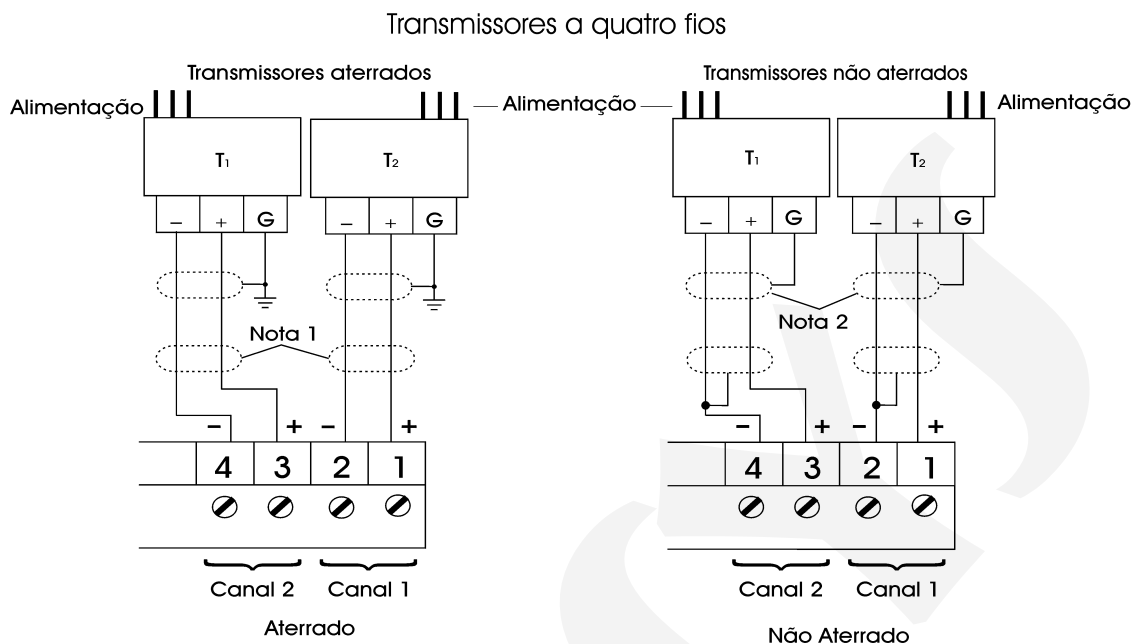 Transmissores a quatro fios
Transmissores aterrados
Transmissores não aterrados
Alimentação
Alimentação
Alimentação
T1
T2
T1
T2
– + G
– + G
– + G
– + G
Nota 1
Nota 2
– + – +
– + – +
4 3 2 1
4 3 2 1
Canal 2
Canal 1
Canal 2
Canal 1
Aterrado
Não Aterrado